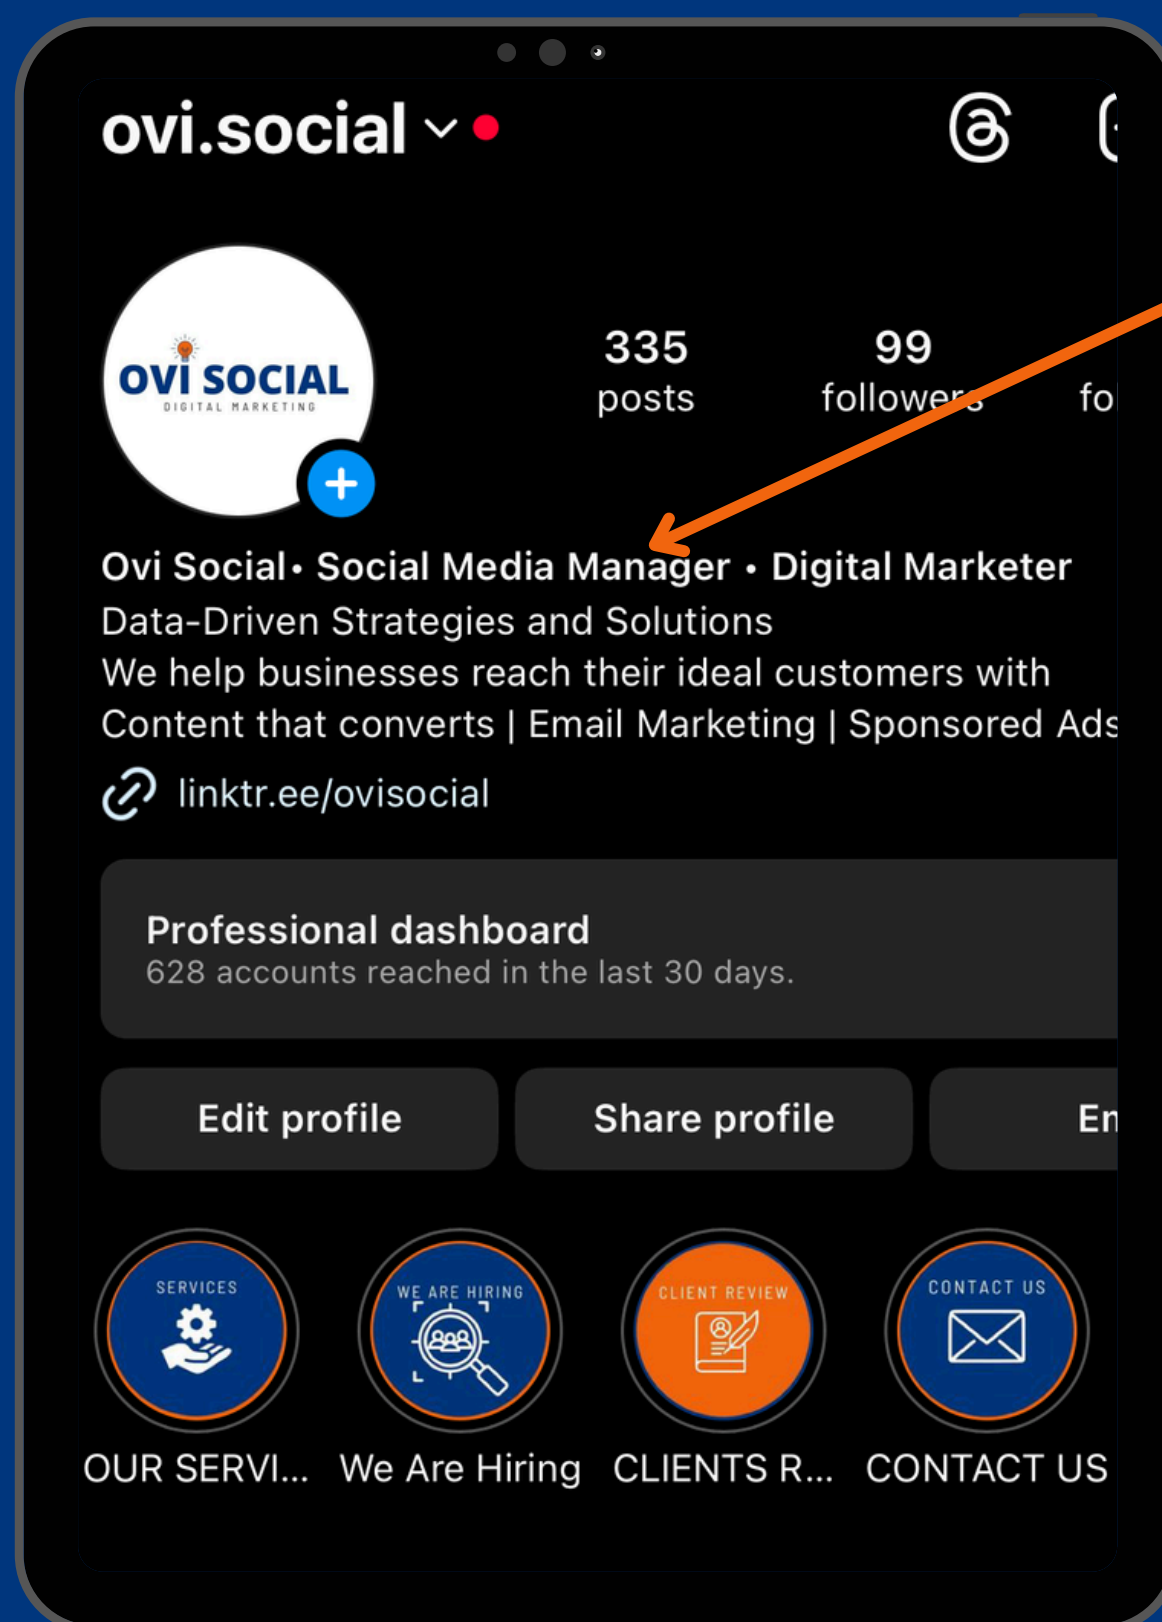 ovi.social
OVI SOCIAL
DIGITAL MARKETING
335
posts
99
followers
fo
Ovi Social• Social Media Manager • Digital Marketer
Data-Driven Strategies and Solutions
We help businesses reach their ideal customers with
Content that converts | Email Marketing | Sponsored Ads
linktr.ee/ovisocial
Professional dashboard
628 accounts reached in the last 30 days.
Edit profile
Share profile
Em
SERVICES
WE ARE HIRING
CLIENT REVIEW
CONTACT US
OUR SERVI...
We Are Hiring
CLIENTS R...
CONTACT US